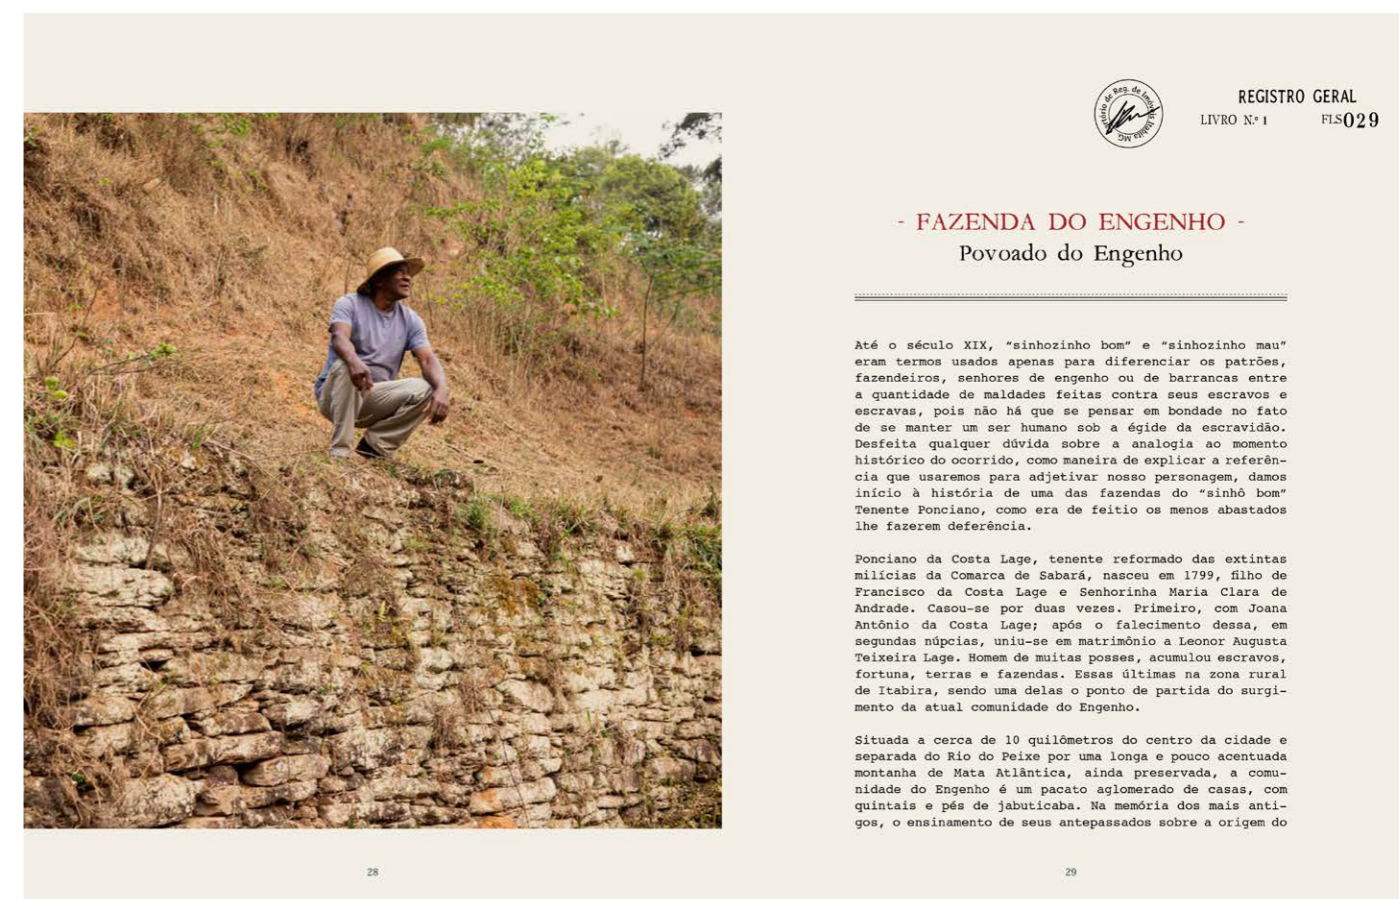 Cartório de Reg. de Imóveis Itabira MG
REGISTRO GERAL
LIVRO N.º 1 FLS029
- FAZENDA DO ENGENHO -
Povoado do Engenho
Até o século XIX, “sinhozinho bom” e “sinhozinho mau”
eram termos usados apenas para diferenciar os patrões,
fazendeiros, senhores de engenho ou de barrancas entre
a quantidade de maldades feitas contra seus escravos e
escravas, pois não há que se pensar em bondade no fato
de se manter um ser humano sob a égide da escravidão.
Desfeita qualquer dúvida sobre a analogia ao momento
histórico do ocorrido, como maneira de explicar a referên-
cia que usaremos para adjetivar nosso personagem, damos
início à história de uma das fazendas do “sinhô bom”
Tenente Ponciano, como era de feitio os menos abastados
lhe fazerem deferência.
Ponciano da Costa Lage, tenente reformado das extintas
milícias da Comarca de Sabará, nasceu em 1799, filho de
Francisco da Costa Lage e Senhorinha Maria Clara de
Andrade. Casou-se por duas vezes. Primeiro, com Joana
Antônio da Costa Lage; após o falecimento dessa, em
segundas núpcias, uniu-se em matrimônio a Leonor Augusta
Teixeira Lage. Homem de muitas posses, acumulou escravos,
fortuna, terras e fazendas. Essas últimas na zona rural
de Itabira, sendo uma delas o ponto de partida do surgi-
mento da atual comunidade do Engenho.
Situada a cerca de 10 quilômetros do centro da cidade e
separada do Rio do Peixe por uma longa e pouco acentuada
montanha de Mata Atlântica, ainda preservada, a comu-
nidade do Engenho é um pacato aglomerado de casas, com
quintais e pés de jabuticaba. Na memória dos mais anti-
gos, o ensinamento de seus antepassados sobre a origem do
28
29